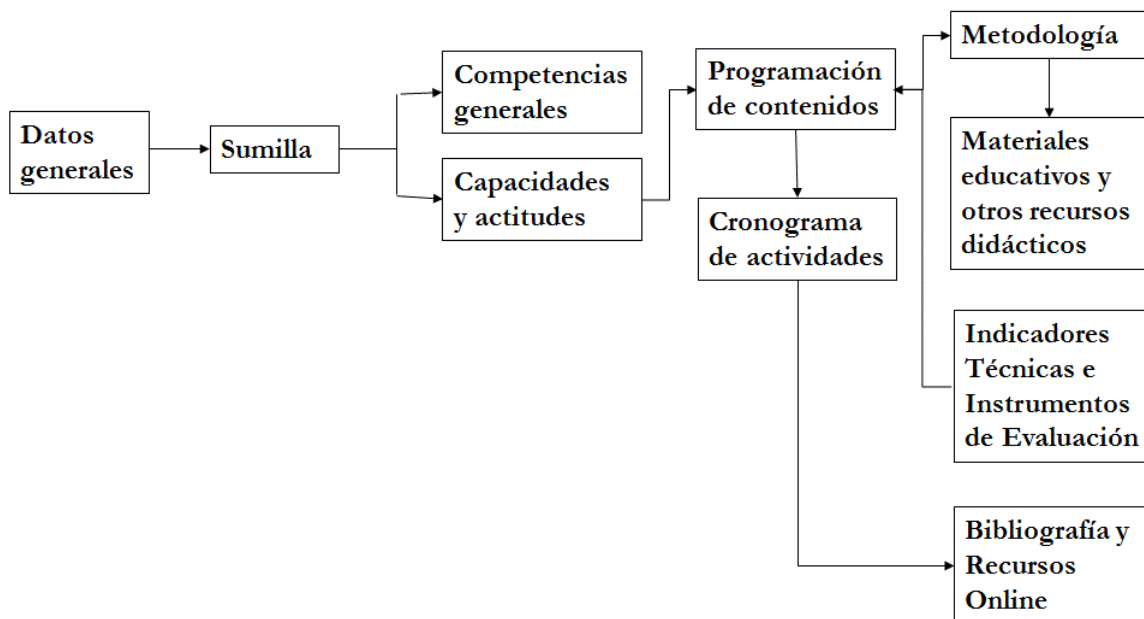 Datos
generales
Sumilla
Competencias
generales
Capacidades
y actitudes
Programación
de contenidos
Cronograma
de actividades
Metodología
Materiales
educativos y
otros recursos
didácticos
Indicadores
Técnicas e
Instrumentos
de Evaluación
Bibliografía y
Recursos
Online